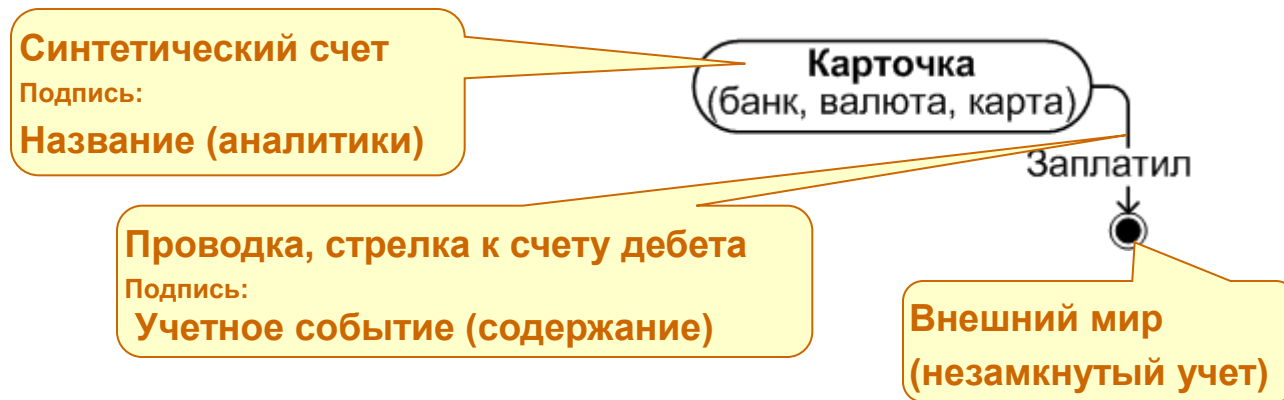 Синтетический счет
Подпись:
Название (аналитики)
Карточка
(банк, валюта, карта)
Заплатил
Проводка, стрелка к счету дебета
Подпись:
Учетное событие (содержание)
Внешний мир
(незамкнутый учет)